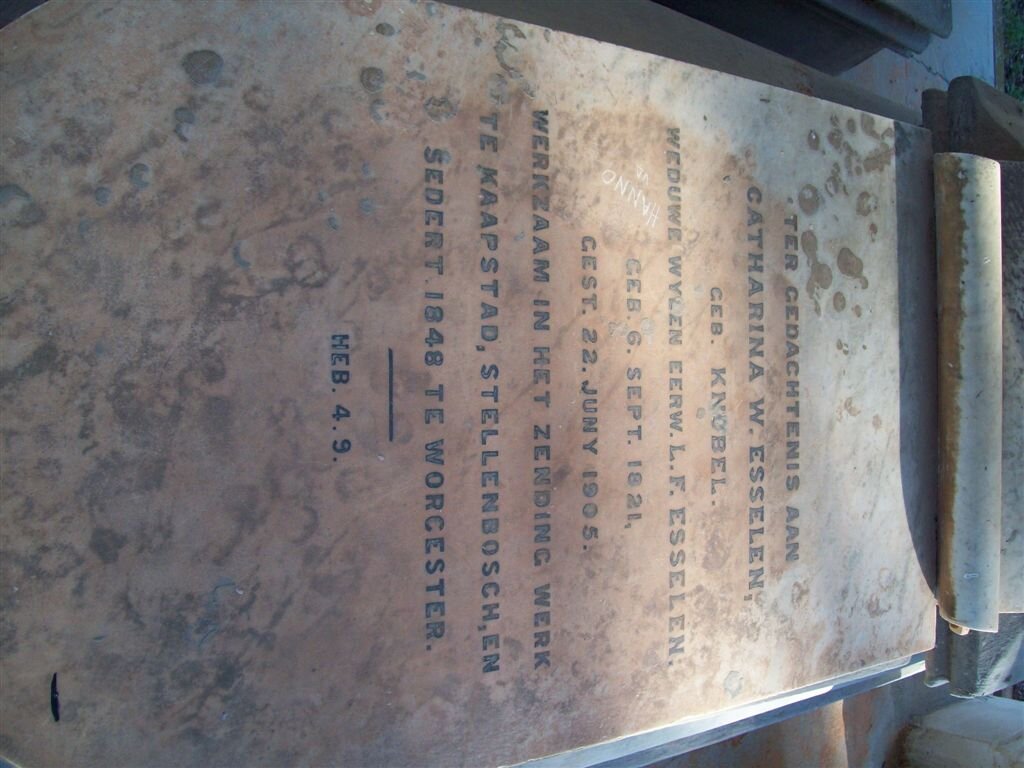 TER GEDACHTENIS AAN
CATHARINA W. ESSELEN,
GEB. KNOBEL.
WEDUWE WYLEN EERW. L. F. ESSELEN.
GEB 6. SEPT. 1821,
GEST. 22. JUNY 1905.
WERKZAAM IN HET ZENDING WERK
TE KAAPSTAD, STELLENBOSCH, EN
SEDERT 1848 TE WORCESTER.
HEB. 4. 9.
HANNO